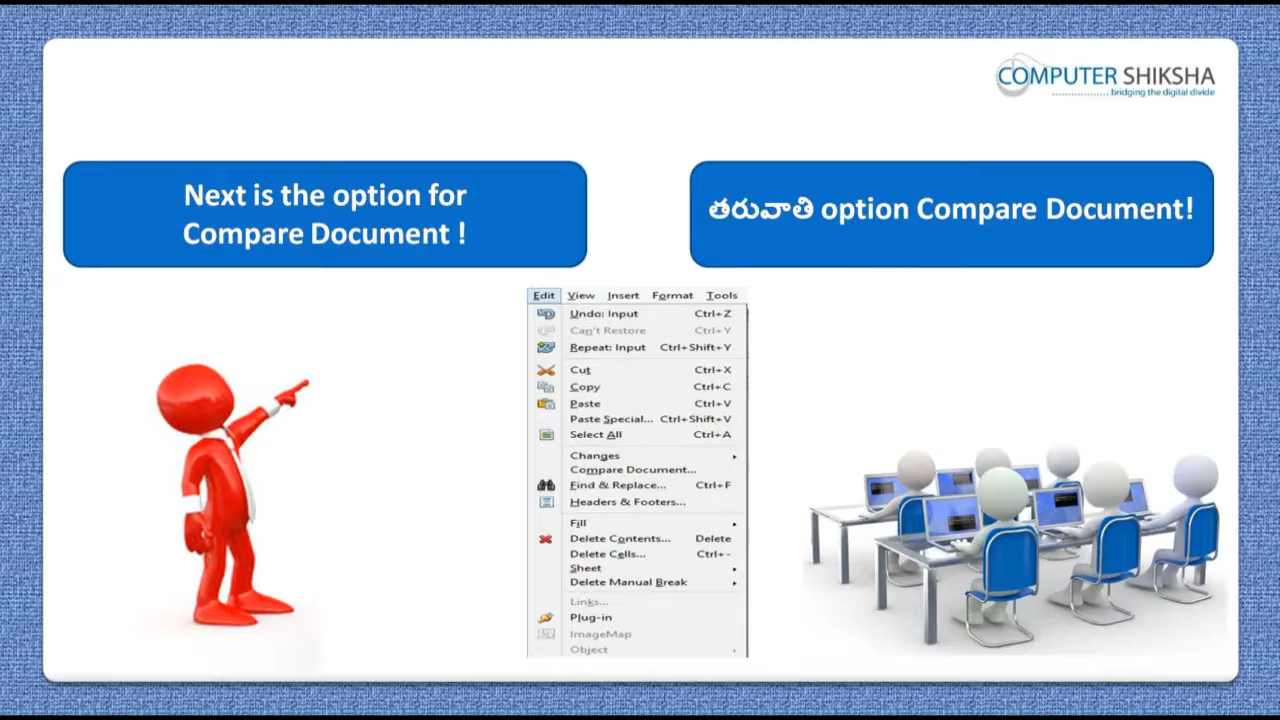 COMPUTER SHIKSHA
.................. bridging the digital divide
Next is the option for
Compare Document !
తరువాతి option Compare Document!
Edit View Insert Format Tools
Undo: Input Ctrl+Z
Can't Restore Ctrl+Y
Repeat: Input Ctrl+Shift+Y
Cut Ctrl+X
Copy Ctrl+C
Paste Ctrl+V
Paste Special... Ctrl+Shift+V
Select All Ctrl+A
Changes
Compare Document...
Find & Replace... Ctrl+F
Headers & Footers...
Fill
Delete Contents... Delete
Delete Cells... Ctrl+-
Sheet
Delete Manual Break
Links...
Plug-in
ImageMap
Object